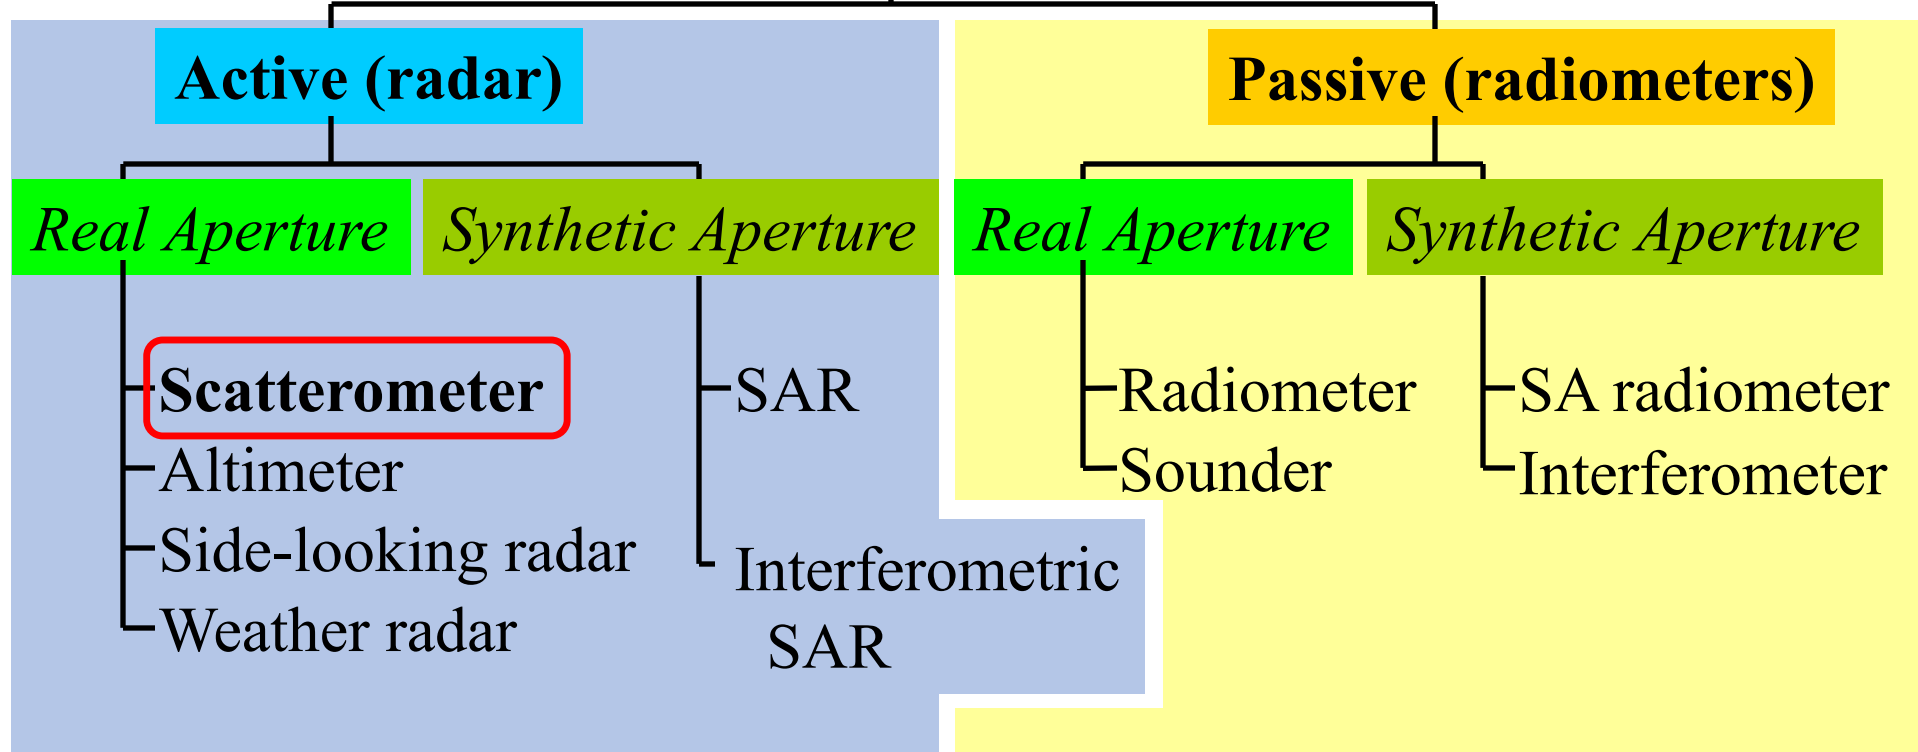 Active (radar)
Passive (radiometers)
Real Aperture
Synthetic Aperture
Real Aperture
Synthetic Aperture
Scatterometer
Altimeter
Side-looking radar
Weather radar
SAR
Interferometric
SAR
Radiometer
Sounder
SA radiometer
Interferometer